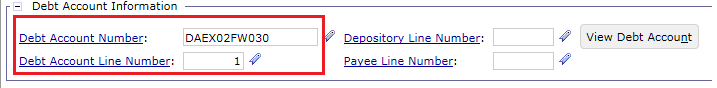 Debt Account Information
Debt Account Number: DAEX02FW030 Depository Line Number: View Debt Account
Debt Account Line Number: 1 Payee Line Number: